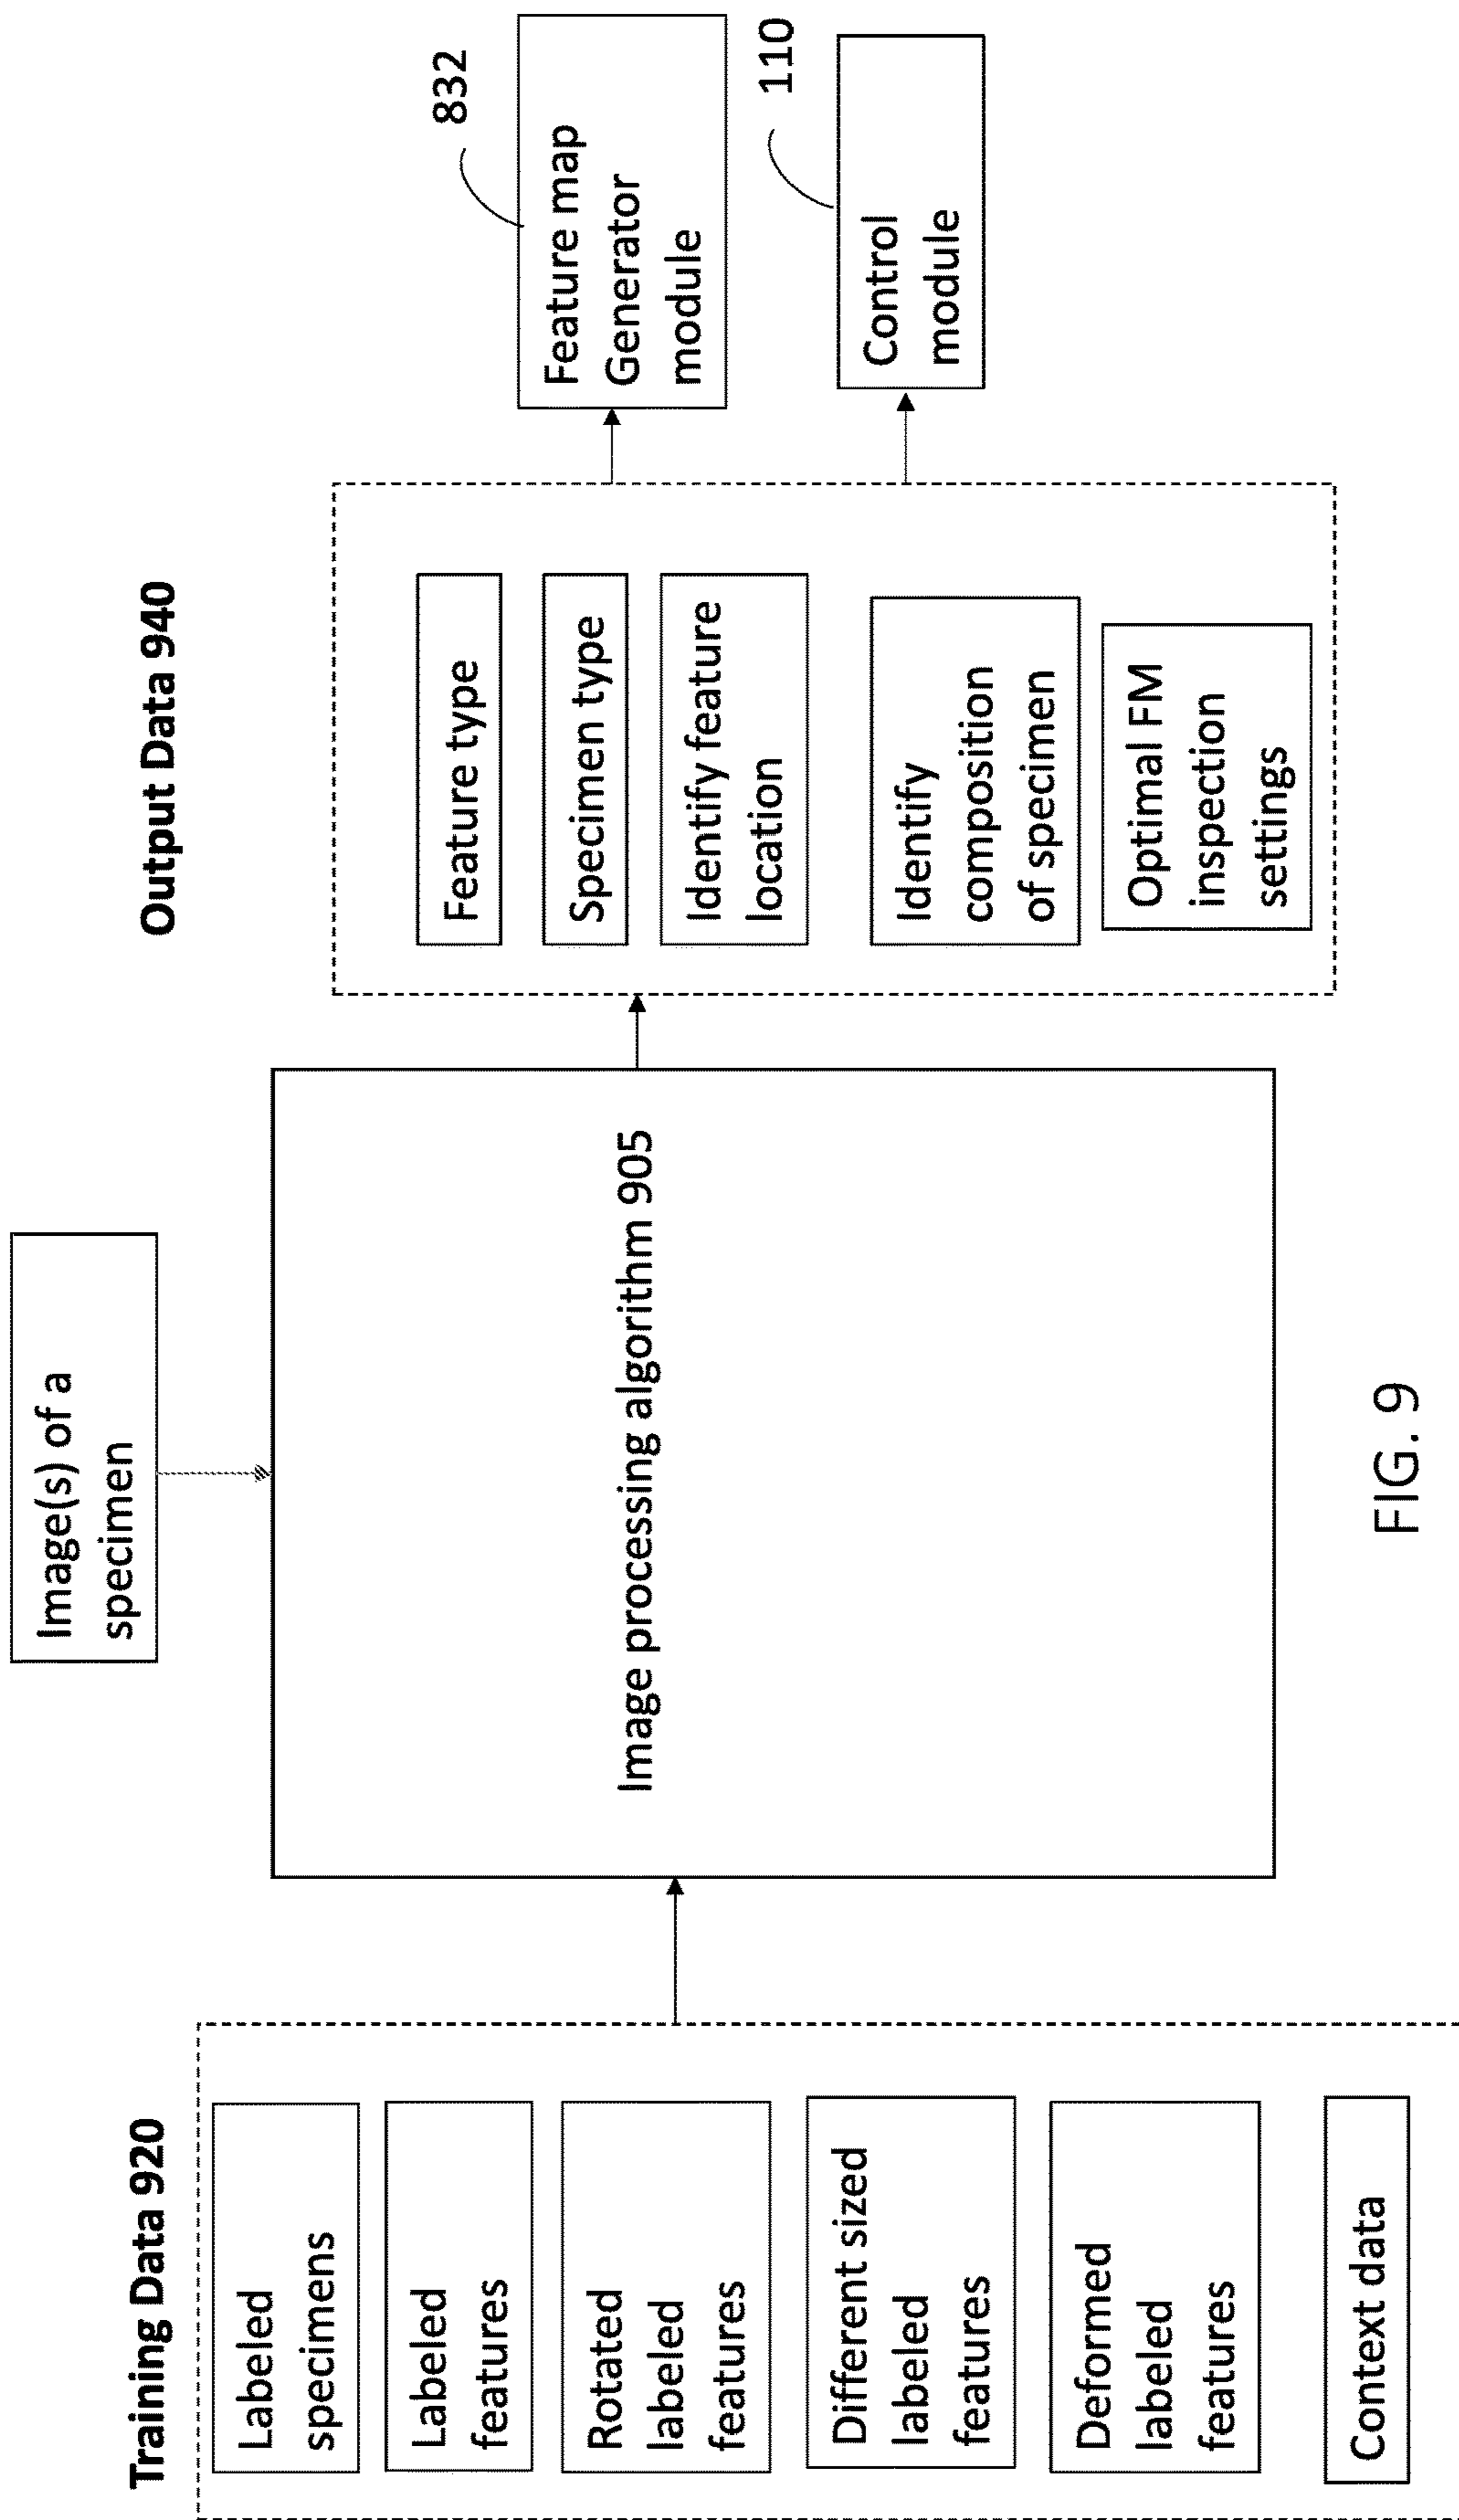 Training Data 920
Labeled
specimens
Labeled
features
Rotated
labeled
features
Different sized
labeled
features
Deformed
labeled
features
Context data
Image(s) of a
specimen
Image processing algorithm 905
Output Data 940
Feature type
Specimen type
Identify feature
location
Identify
composition
of specimen
Optimal FM
inspection
settings
832
Feature map
Generator
module
110
Control
module
FIG. 9